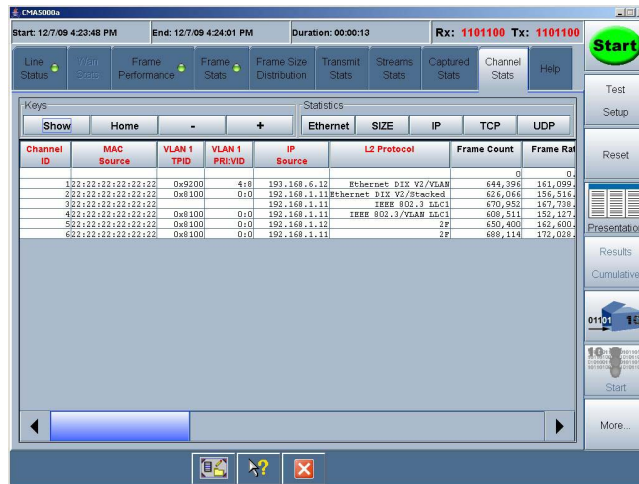 CMA5000a
Start: 12/7/09 4:23:48 PM End: 12/7/09 4:24:01 PM Duration: 00:00:13 Rx: 1101100 Tx: 1101100
Start
Line Status Wan Stats Frame Performance Frame Stats Frame Size Distribution Transmit Stats Streams Stats Captured Stats Channel Stats Help
Test Setup
Keys Statistics
Show Home - + Ethernet SIZE IP TCP UDP
Reset
Channel ID MAC Source VLAN 1 TPID VLAN 1 PRI:VID IP Source L2 Protocol Frame Count Frame Rat
0 0.
1 22:22:22:22:22:22 0x9200 4:8 193.168.6.12 Ethernet DIX V2/VLAN 644,396 161,099.
2 22:22:22:22:22:22 0x8100 0:0 192.168.1.11 Ethernet DIX V2/Stacked 626,066 156,516.
3 22:22:22:22:22:22 192.168.1.11 IEEE 802.3 LLC1 670,952 167,738.
4 22:22:22:22:22:22 0x8100 0:0 192.168.1.11 IEEE 802.3/VLAN LLC1 608,511 152,127.
5 22:22:22:22:22:22 0x8100 0:0 192.168.1.12 2F 650,400 162,600.
6 22:22:22:22:22:22 0x8100 0:0 192.168.1.11 2F 688,114 172,028.
Presentatio
Results
Cumulative
01101 10
Start
More...